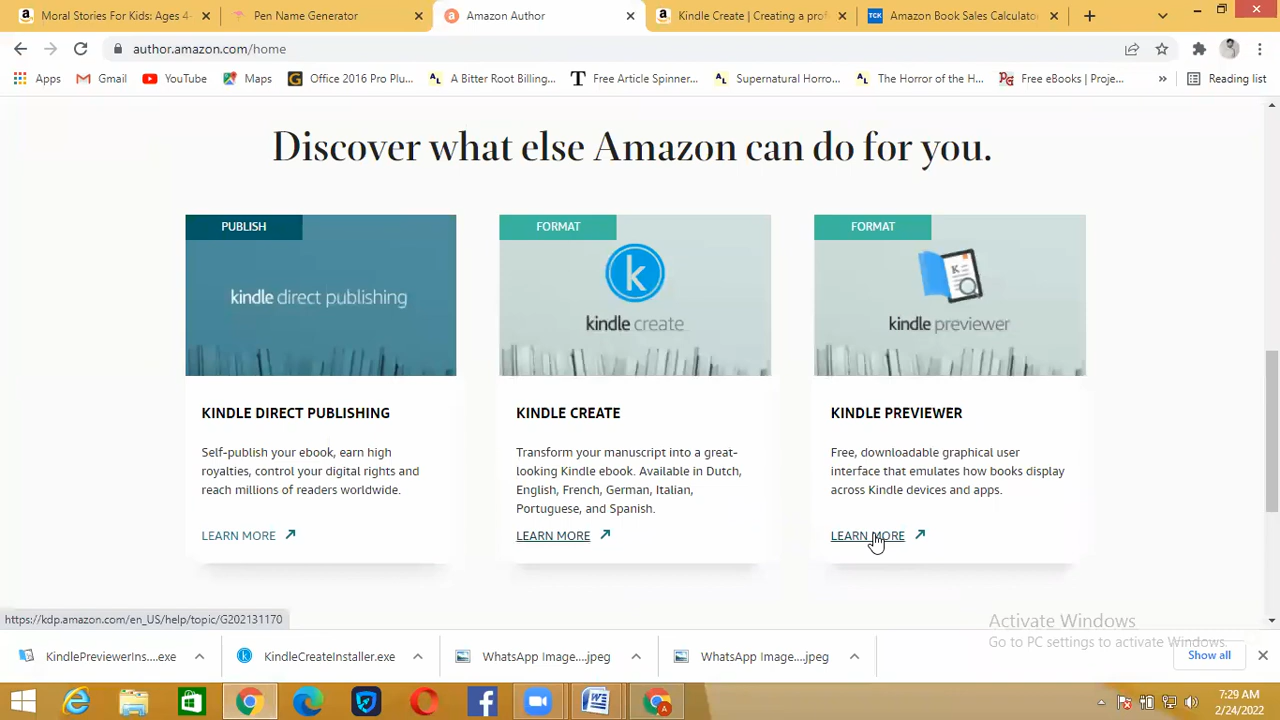 Moral Stories For Kids: Ages 4-
Pen Name Generator
Amazon Author
Kindle Create | Creating a prof
Amazon Book Sales Calculator
author.amazon.com/home
Apps
Gmail
YouTube
Maps
Office 2016 Pro Plu...
A Bitter Root Billing...
Free Article Spinner...
Supernatural Horro...
The Horror of the H...
Free eBooks | Proje...
Reading list
Discover what else Amazon can do for you.
PUBLISH
kindle direct publishing
KINDLE DIRECT PUBLISHING
Self-publish your ebook, earn high
royalties, control your digital rights and
reach millions of readers worldwide.
LEARN MORE
FORMAT
kindle create
KINDLE CREATE
Transform your manuscript into a great-
looking Kindle ebook. Available in Dutch,
English, French, German, Italian,
Portuguese, and Spanish.
LEARN MORE
FORMAT
kindle previewer
KINDLE PREVIEWER
Free, downloadable graphical user
interface that emulates how books display
across Kindle devices and apps.
LEARN MORE
https://kdp.amazon.com/en_US/help/topic/G202131170
Activate Windows
Go to PC settings to activate Windows.
KindlePreviewerIns....exe
KindleCreateInstaller.exe
WhatsApp Image....jpeg
WhatsApp Image....jpeg
Show all
7:29 AM
2/24/2022